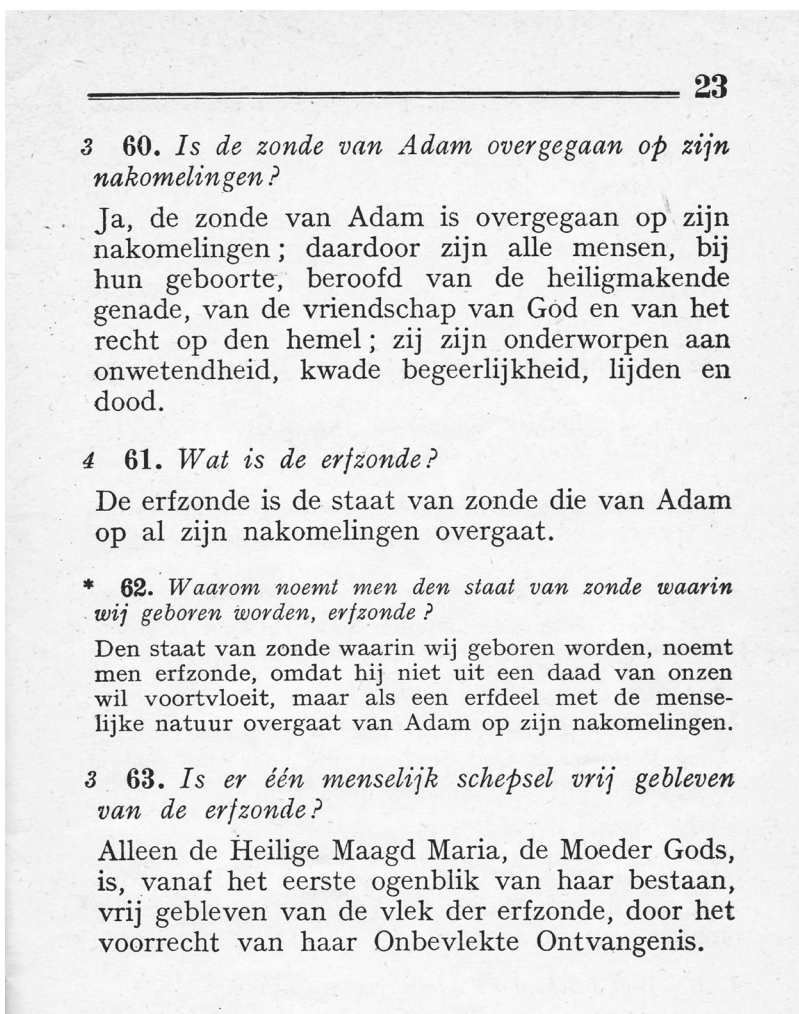 23
3 60. Is de zonde van Adam overgegaan op zijn
nakomelingen?
Ja, de zonde van Adam is overgegaan op zijn
nakomelingen; daardoor zijn alle mensen, bij
hun geboorte, beroofd van de heiligmakende
genade, van de vriendschap van God en van het
recht op den hemel; zij zijn onderworpen aan
onwetendheid, kwade begeerlijkheid, lijden en
dood.
4 61. Wat is de erfzonde?
De erfzonde is de staat van zonde die van Adam
op al zijn nakomelingen overgaat.
* 62. Waarom noemt men den staat van zonde waarin
wij geboren worden, erfzonde?
Den staat van zonde waarin wij geboren worden, noemt
men erfzonde, omdat hij niet uit een daad van onzen
wil voortvloeit, maar als een erfdeel met de mense-
lijke natuur overgaat van Adam op zijn nakomelingen.
3 63. Is er één menselijk schepsel vrij gebleven
van de erfzonde?
Alleen de Heilige Maagd Maria, de Moeder Gods,
is, vanaf het eerste ogenblik van haar bestaan,
vrij gebleven van de vlek der erfzonde, door het
voorrecht van haar Onbevlekte Ontvangenis.